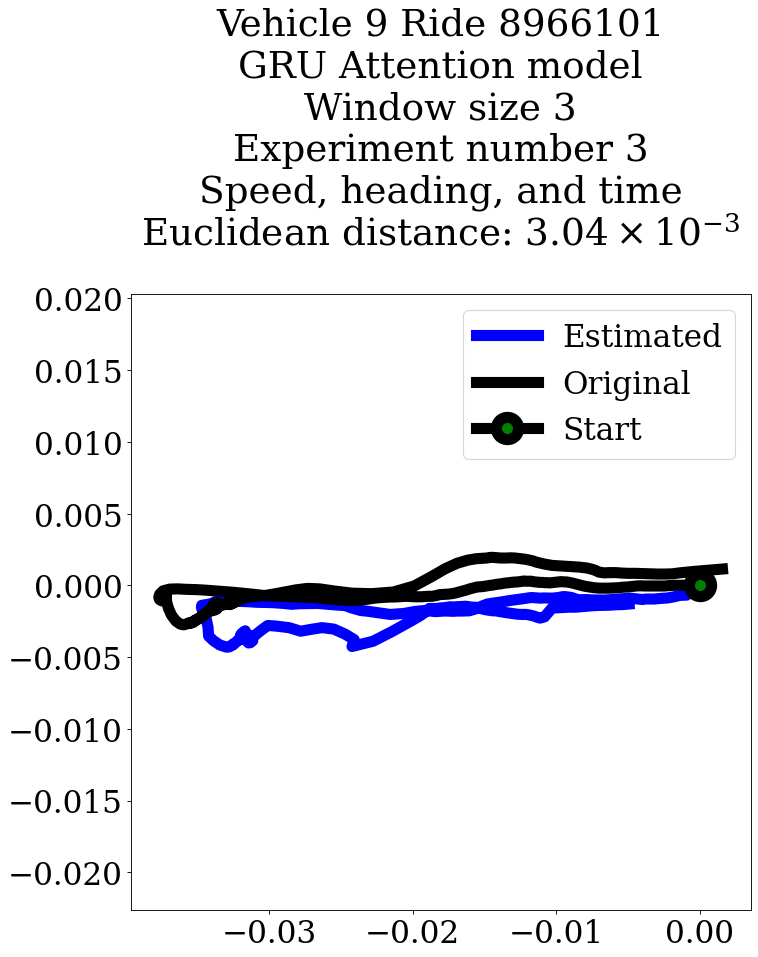 Vehicle 9 Ride 8966101
GRU Attention model
Window size 3
Experiment number 3
Speed, heading, and time
Euclidean distance: 3.04 × 10⁻³
0.020
0.015
0.010
0.005
0.000
−0.005
−0.010
−0.015
−0.020
Estimated
Original
Start
−0.03
−0.02
−0.01
0.00